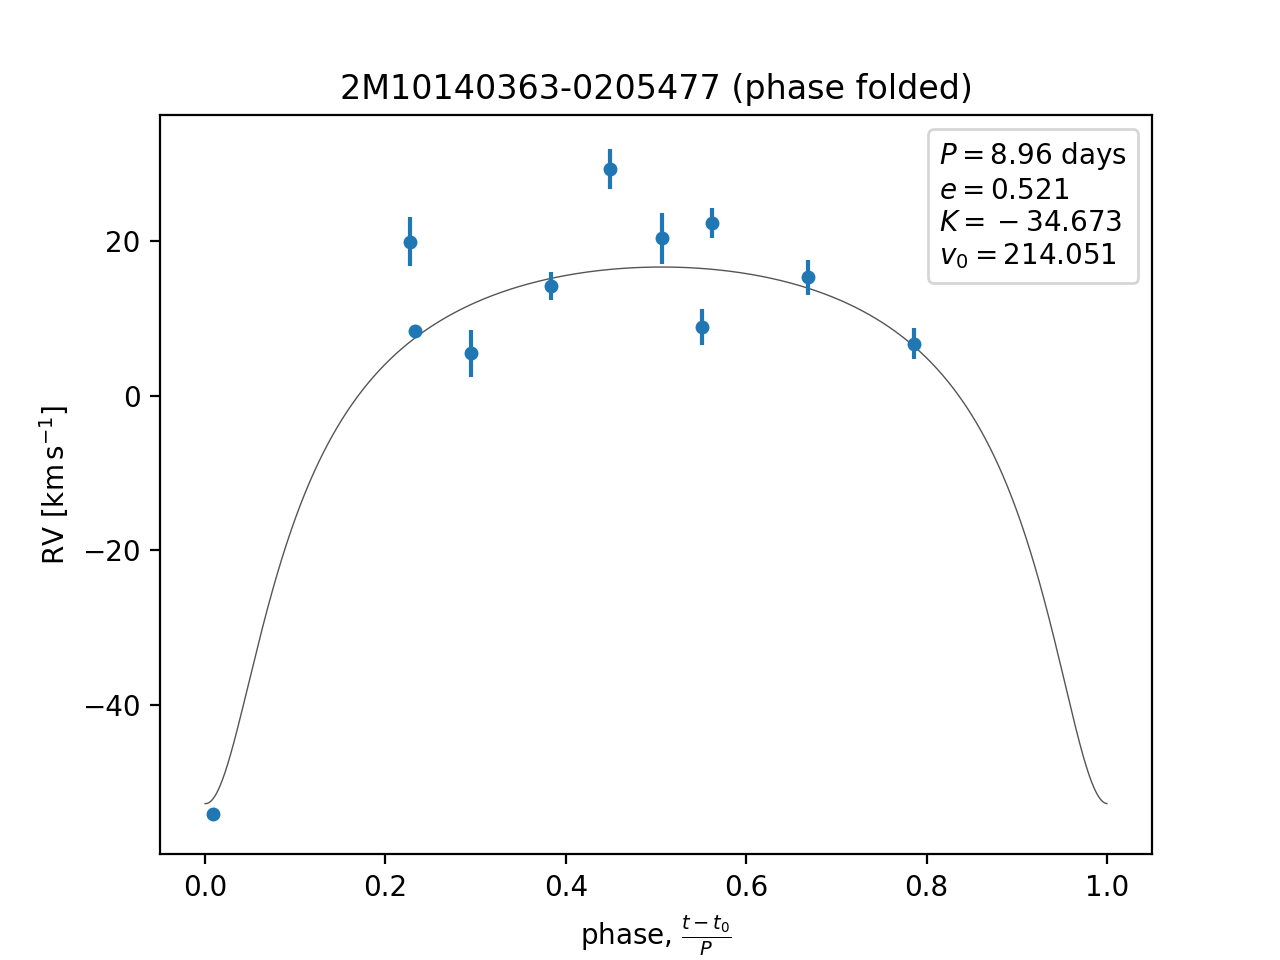 2M10140363-0205477 (phase folded)
P = 8.96 days
e = 0.521
K = −34.673
v₀ = 214.051
20
0
−20
−40
RV [km s⁻¹]
0.0 0.2 0.4 0.6 0.8 1.0
phase, (t − t₀)/P